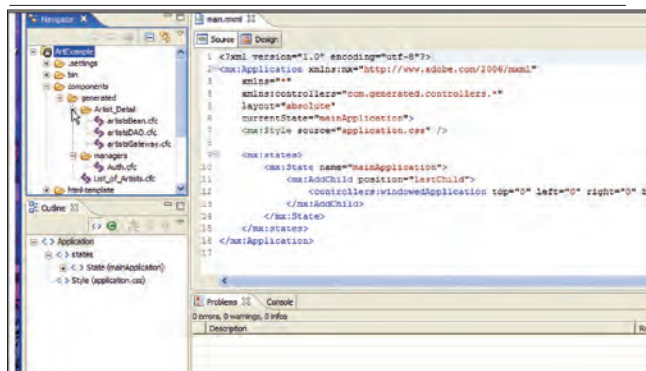 Navigator
ArtExample
.settings
bin
components
generated
Artist_Detail
artistsBean.cfc
artistsDAO.cfc
artistsGateway.cfc
managers
Auth.cfc
List_of_Artists.cfc
html-template
Outline
Application
states
State (mainApplication)
Style (application.css)
main.mxml
Source Design
1 <?xml version="1.0" encoding="utf-8"?>
2 <mx:Application xmlns:mx="http://www.adobe.com/2006/mxml"
3 xmlns="*"
4 xmlns:controllers="com.generated.controllers.*"
5 layout="absolute"
6 currentState="mainApplication">
7 <mx:Style source="application.css" />
8
9 <mx:states>
10 <mx:State name="mainApplication">
11 <mx:AddChild position="lastChild">
12 <controllers:windowedApplication top="0" left="0" right="0" b
13 </mx:AddChild>
14 </mx:State>
15 </mx:states>
16 </mx:Application>
17
Problems Console
0 errors, 0 warnings, 0 infos
Description